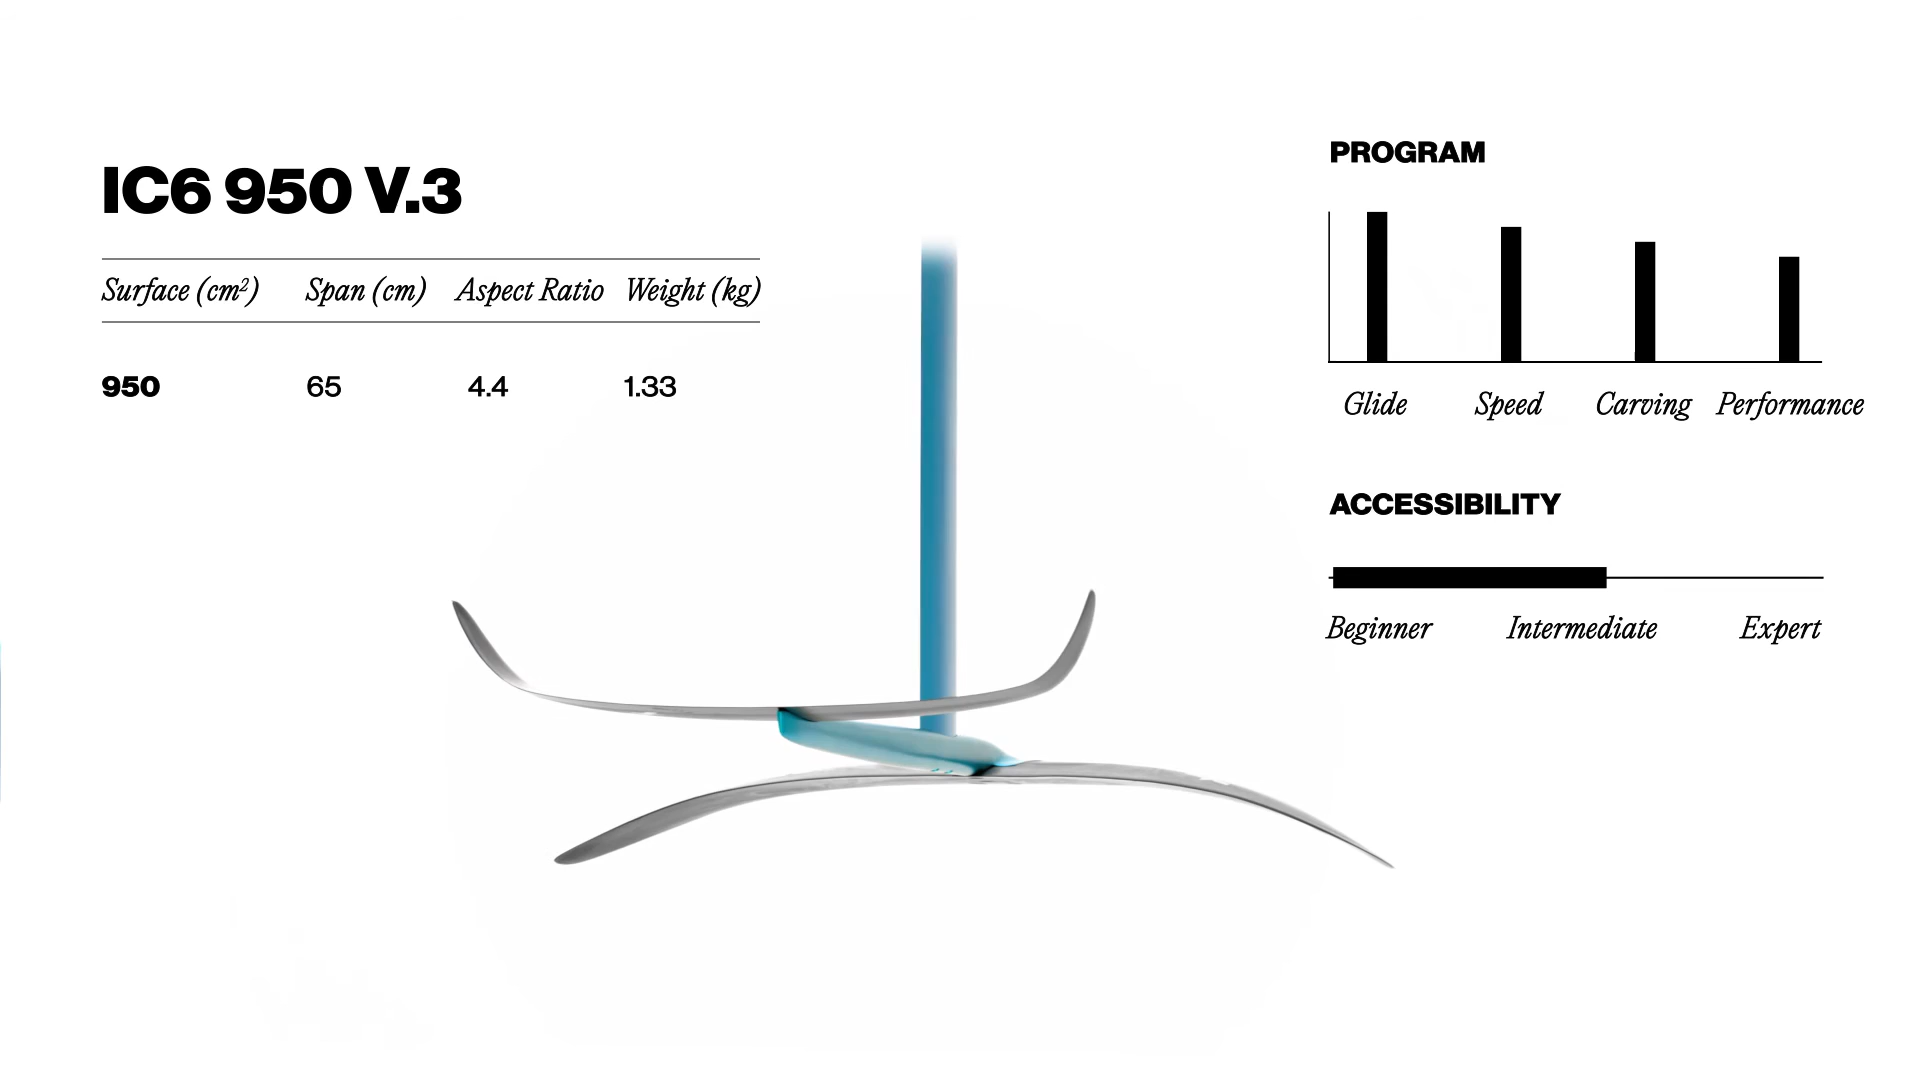 IC6 950 V.3
Surface (cm²) Span (cm) Aspect Ratio Weight (kg)
950 65 4.4 1.33
PROGRAM
Glide Speed Carving Performance
ACCESSIBILITY
Beginner Intermediate Expert